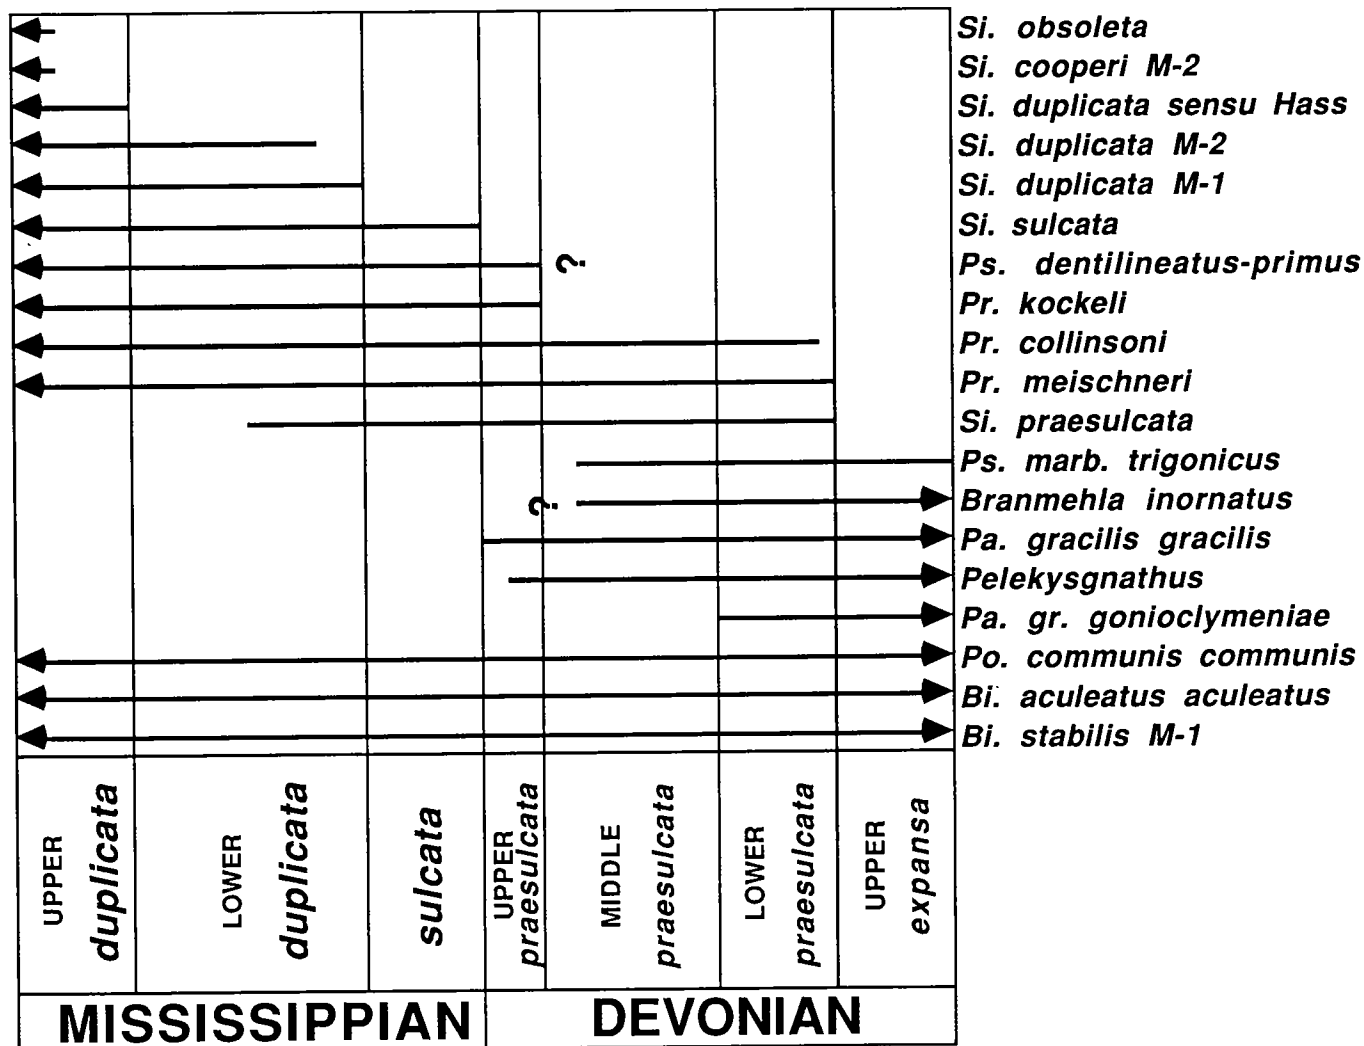 Si. obsoleta
Si. cooperi M-2
Si. duplicata sensu Hass
Si. duplicata M-2
Si. duplicata M-1
Si. sulcata
? Ps. dentilineatus-primus
Pr. kockeli
Pr. collinsoni
Pr. meischneri
Si. praesulcata
Ps. marb. trigonicus
? Branmehla inornatus
Pa. gracilis gracilis
Pelekysgnathus
Pa. gr. gonioclymeniae
Po. communis communis
Bi. aculeatus aculeatus
Bi. stabilis M-1
UPPER
duplicata
LOWER
duplicata
sulcata
UPPER
praesulcata
MIDDLE
praesulcata
LOWER
praesulcata
UPPER
expansa
MISSISSIPPIAN
DEVONIAN